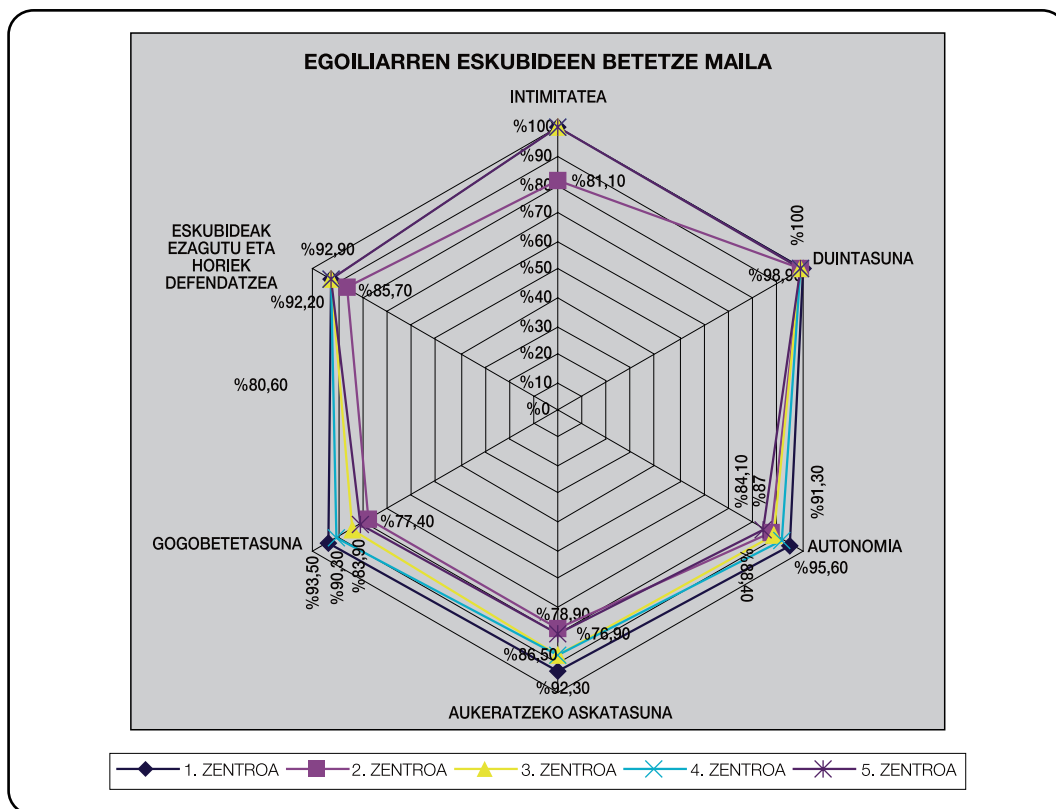 EGOILIARREN ESKUBIDEEN BETETZE MAILA
INTIMITATEA
%100
%90
%80
%81,10
%70
%60
%50
%40
%30
%20
%10
%0
%100
DUINTASUNA
%98,90
ESKUBIDEAK
EZAGUTU ETA
HORIEK
DEFENDATZEA
%92,90
%92,20
%85,70
%80,60
%84,10
%87
%91,30
AUTONOMIA
%95,60
%88,40
GOGOBETETASUNA
%77,40
%93,50
%90,30
%83,90
%78,90
%76,90
%86,50
%92,30
AUKERATZEKO ASKATASUNA
1. ZENTROA
2. ZENTROA
3. ZENTROA
4. ZENTROA
5. ZENTROA